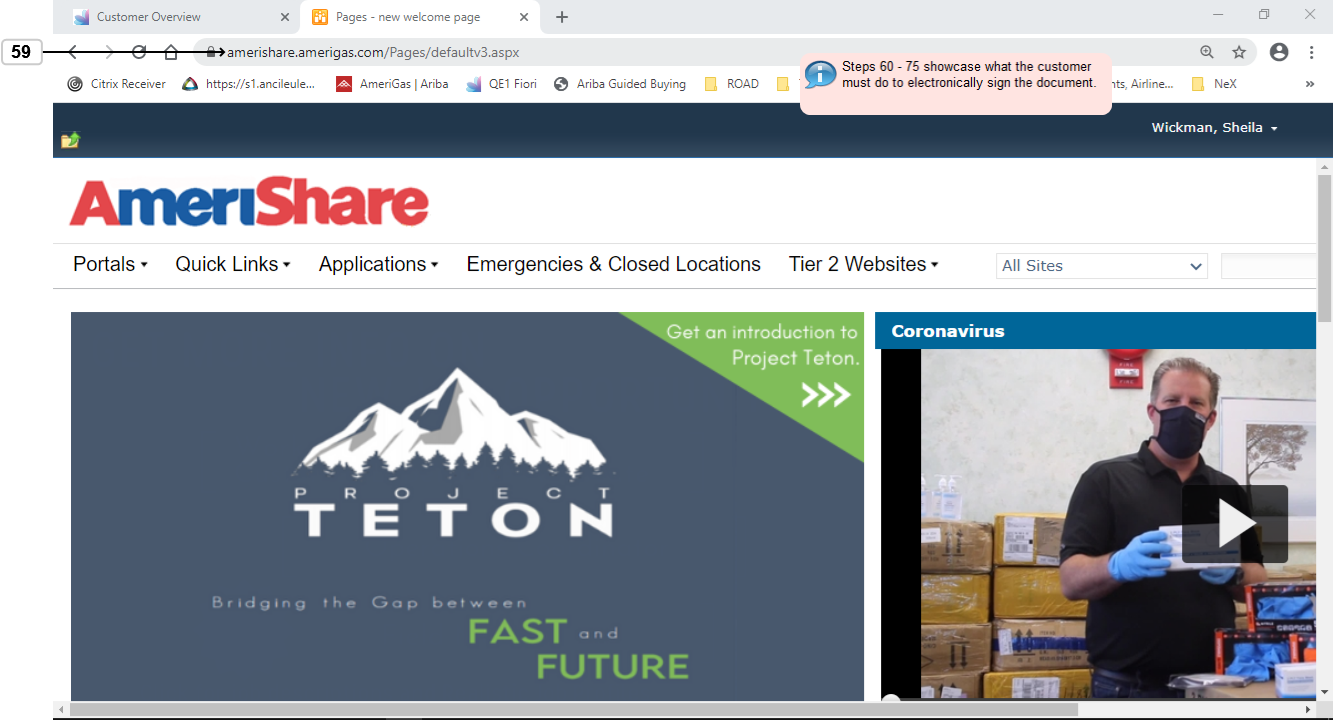 Customer Overview
Pages - new welcome page
59
amerishare.amerigas.com/Pages/defaultv3.aspx
Steps 60 - 75 showcase what the customer
must do to electronically sign the document.
Citrix Receiver
https://s1.ancileule...
AmeriGas | Ariba
QE1 Fiori
Ariba Guided Buying
ROAD
nts, Airline...
NeX
Wickman, Sheila
AmeriShare
Portals
Quick Links
Applications
Emergencies & Closed Locations
Tier 2 Websites
All Sites
Get an introduction to
Project Teton.
PROJECT
TETON
Bridging the Gap between
FAST and
FUTURE
Coronavirus
FIRE
FIRE